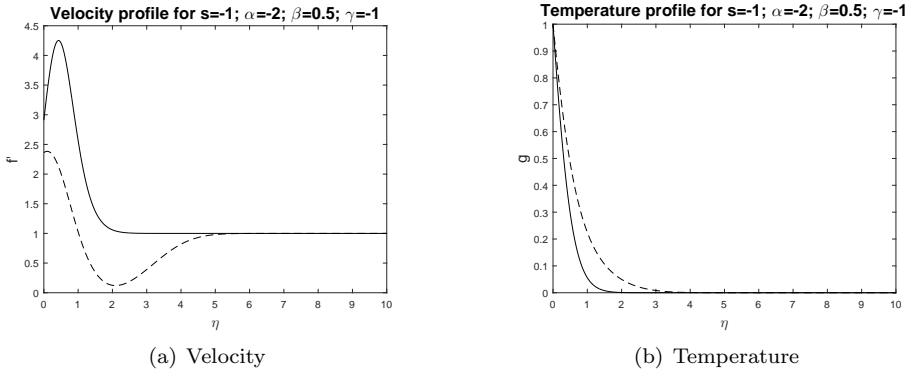 Velocity profile for s=-1; α=-2; β=0.5; γ=-1
4.5
4
3.5
3
2.5
2
1.5
1
0.5
0
f'
0 1 2 3 4 5 6 7 8 9 10
η
(a) Velocity
Temperature profile for s=-1; α=-2; β=0.5; γ=-1
1
0.9
0.8
0.7
0.6
0.5
0.4
0.3
0.2
0.1
0
g
0 1 2 3 4 5 6 7 8 9 10
η
(b) Temperature